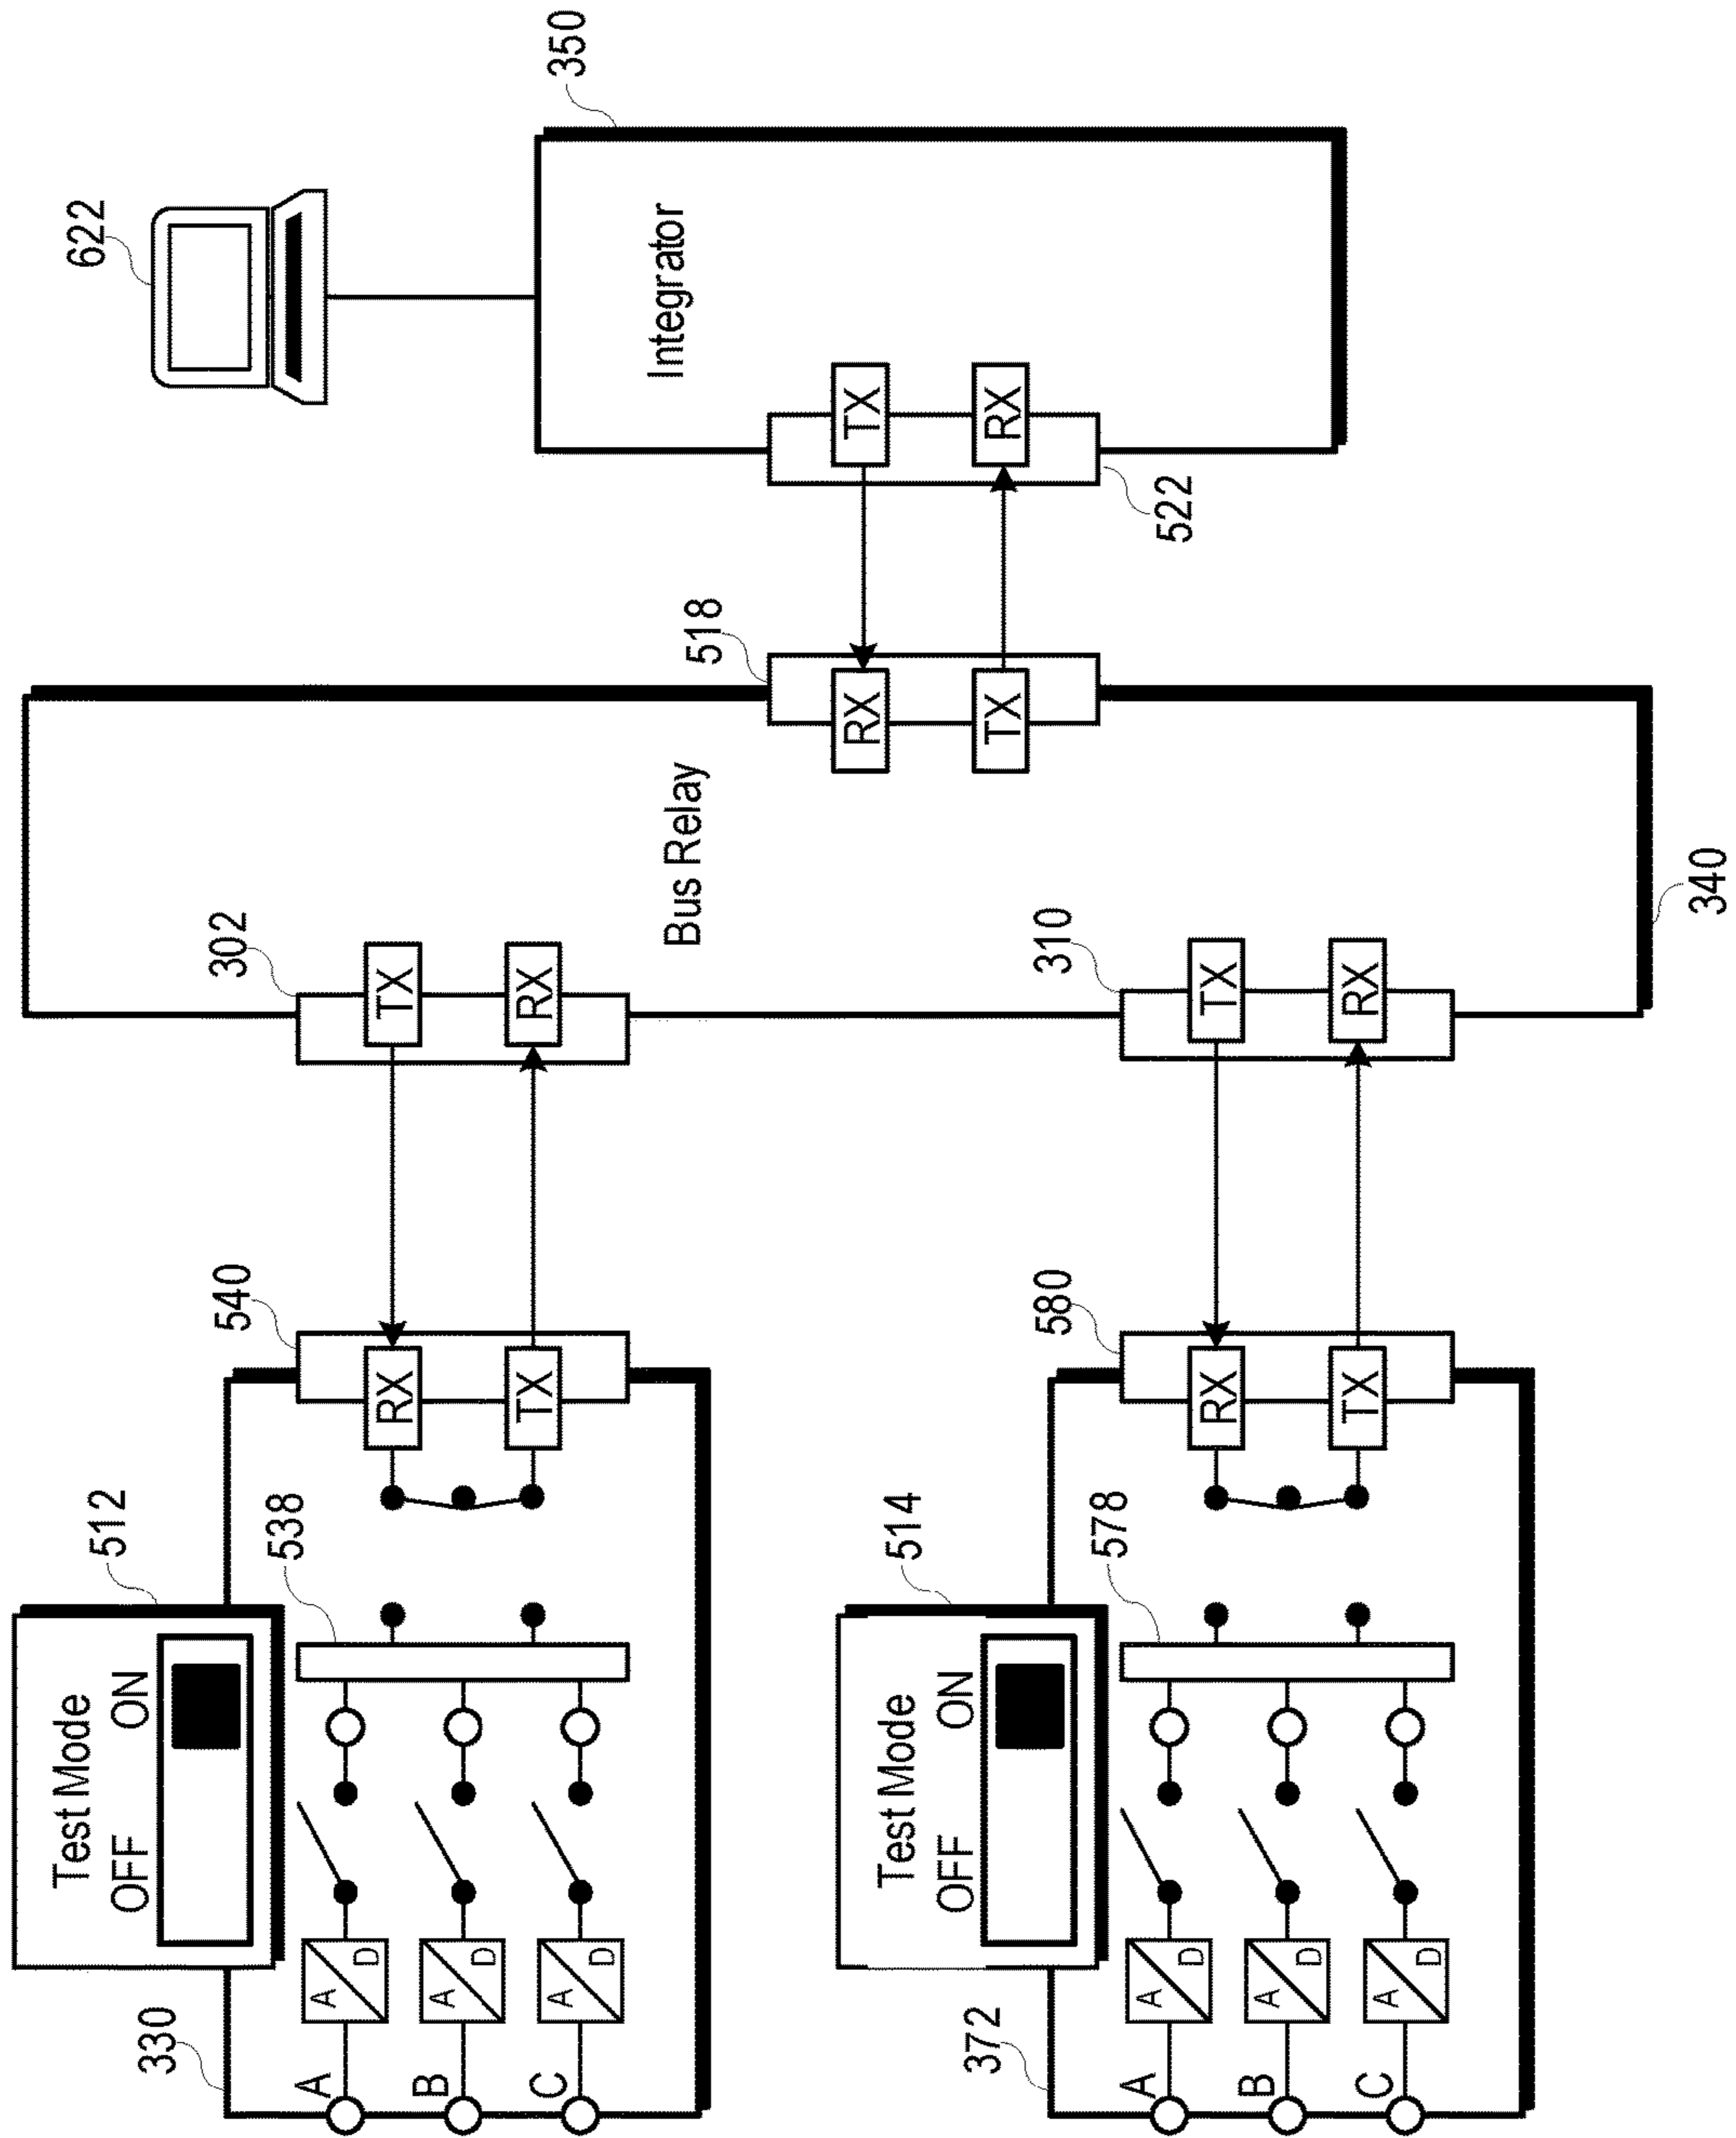 512
Test Mode
OFF ON
330
538
540
302
A
A D
B
A D
C
A D
RX
TX
TX
RX
Bus Relay
518
RX
TX
622
350
Integrator
TX
RX
522
514
Test Mode
OFF ON
372
578
580
310
A
A D
B
A D
C
A D
RX
TX
TX
RX
340